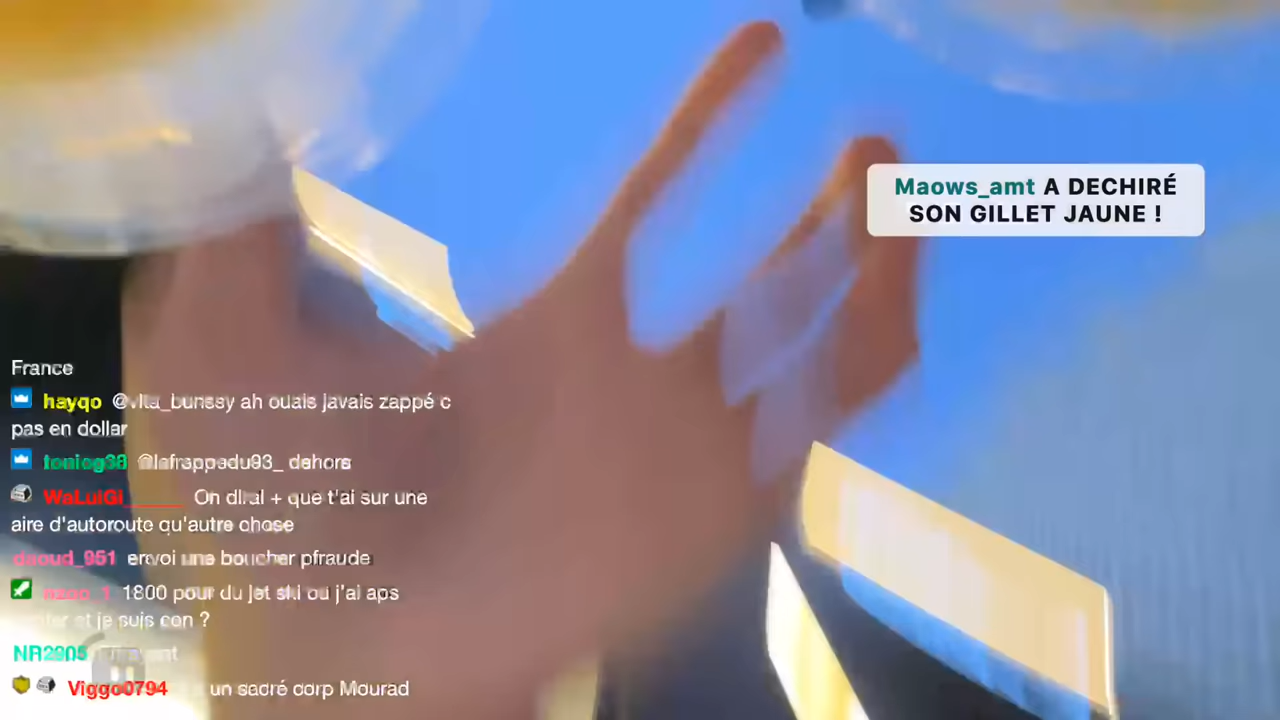 Maows_amt A DECHIRÉ
SON GILLET JAUNE !
France
hayqo @vita_bunssy ah ouais javais zappé c
pas en dollar
toniog38 @lafrappedu93_ dehors
WaLuiGi_______ On dirai + que t'ai sur une
aire d'autoroute qu'autre chose
daoud_951 envoi une boucher pfraude
1800 pour du jet ski ou j'ai aps
et je suis con ?
NR2905
Viggo0794 un sacré corp Mourad